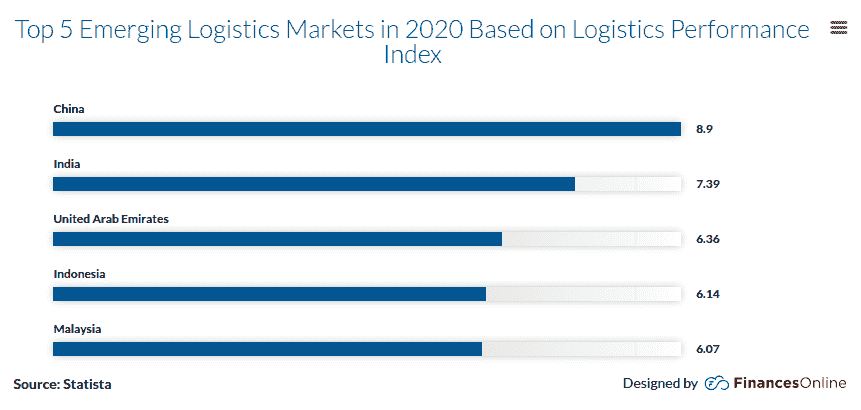 Top 5 Emerging Logistics Markets in 2020 Based on Logistics Performance
Index
China
8.9
India
7.39
United Arab Emirates
6.36
Indonesia
6.14
Malaysia
6.07
Source: Statista
Designed by FinancesOnline